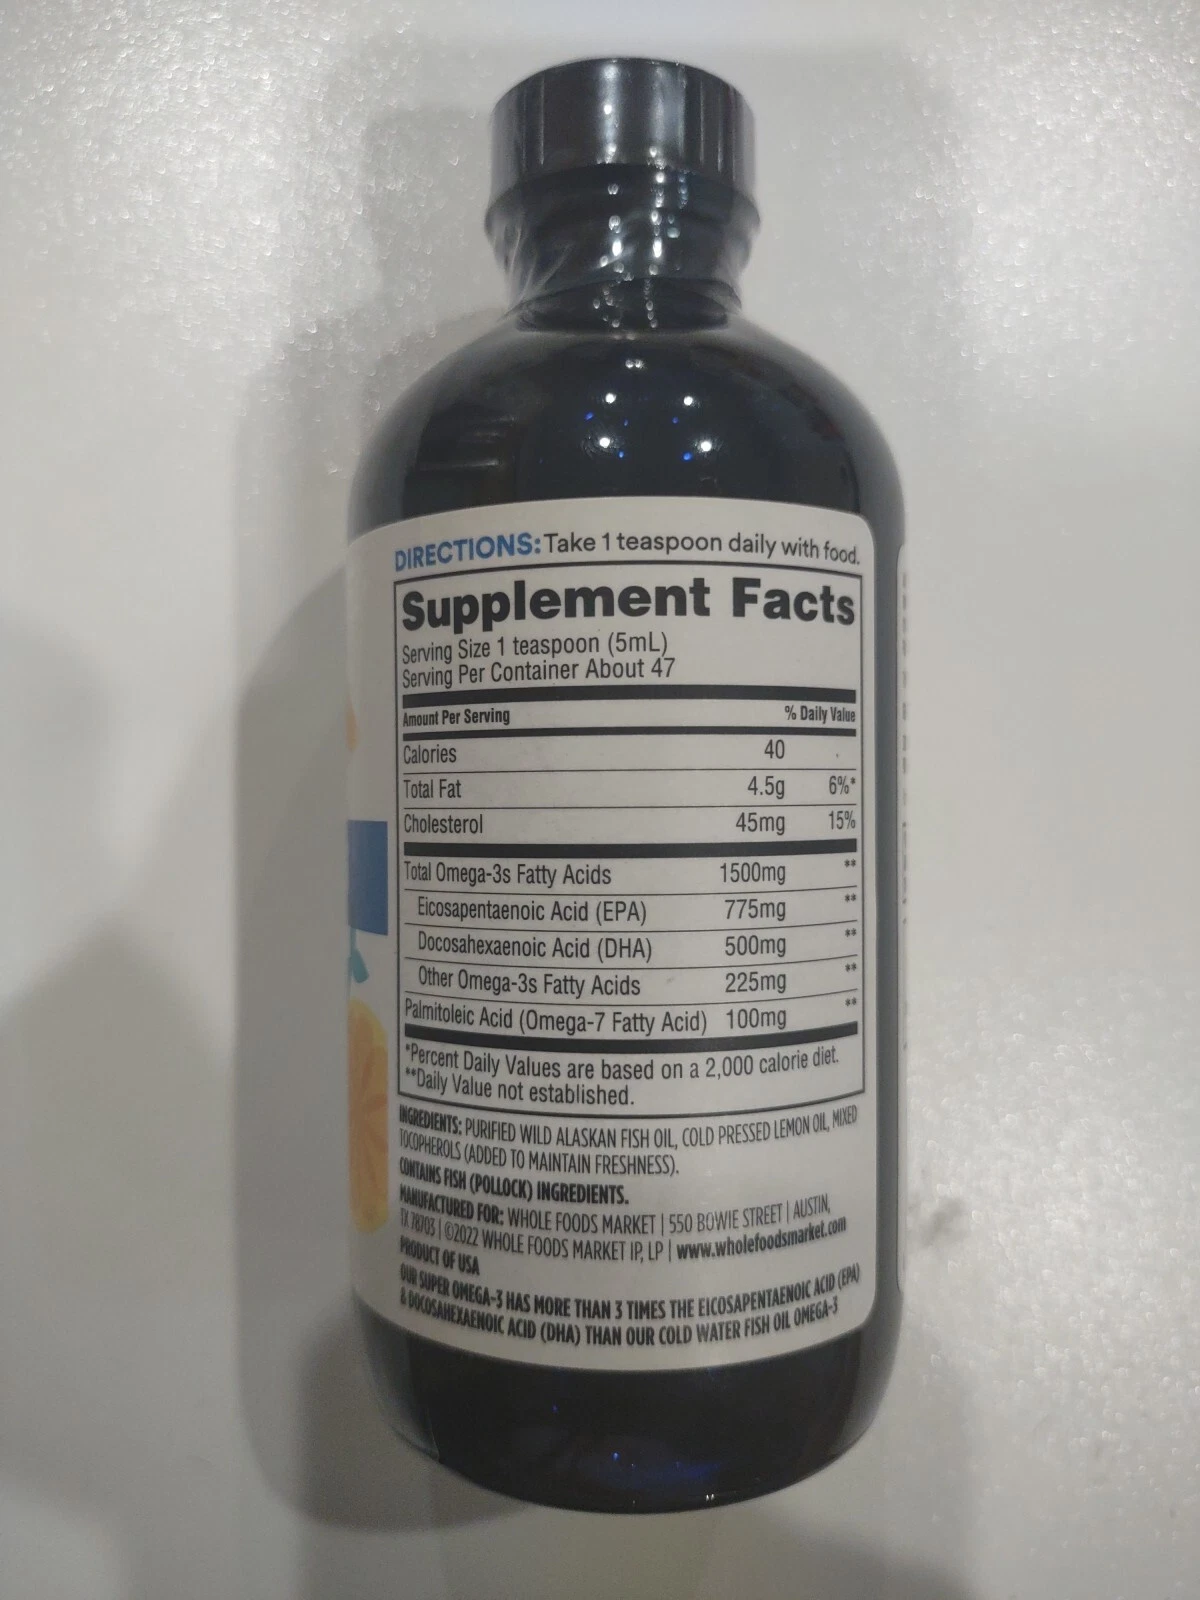 DIRECTIONS: Take 1 teaspoon daily with food.
Supplement Facts
Serving Size 1 teaspoon (5mL)
Serving Per Container About 47
Amount Per Serving % Daily Value
Calories 40
Total Fat 4.5g 6%*
Cholesterol 45mg 15%
Total Omega-3s Fatty Acids 1500mg **
Eicosapentaenoic Acid (EPA) 775mg **
Docosahexaenoic Acid (DHA) 500mg **
Other Omega-3s Fatty Acids 225mg **
Palmitoleic Acid (Omega-7 Fatty Acid) 100mg **
*Percent Daily Values are based on a 2,000 calorie diet.
**Daily Value not established.
INGREDIENTS: PURIFIED WILD ALASKAN FISH OIL, COLD PRESSED LEMON OIL, MIXED
TOCOPHEROLS (ADDED TO MAINTAIN FRESHNESS).
CONTAINS FISH (POLLOCK) INGREDIENTS.
MANUFACTURED FOR: WHOLE FOODS MARKET | 550 BOWIE STREET | AUSTIN,
TX 78703 | ©2022 WHOLE FOODS MARKET IP, LP | www.wholefoodsmarket.com
PRODUCT OF USA
OUR SUPER OMEGA-3 HAS MORE THAN 3 TIMES THE EICOSAPENTAENOIC ACID (EPA)
& DOCOSAHEXAENOIC ACID (DHA) THAN OUR COLD WATER FISH OIL OMEGA-3